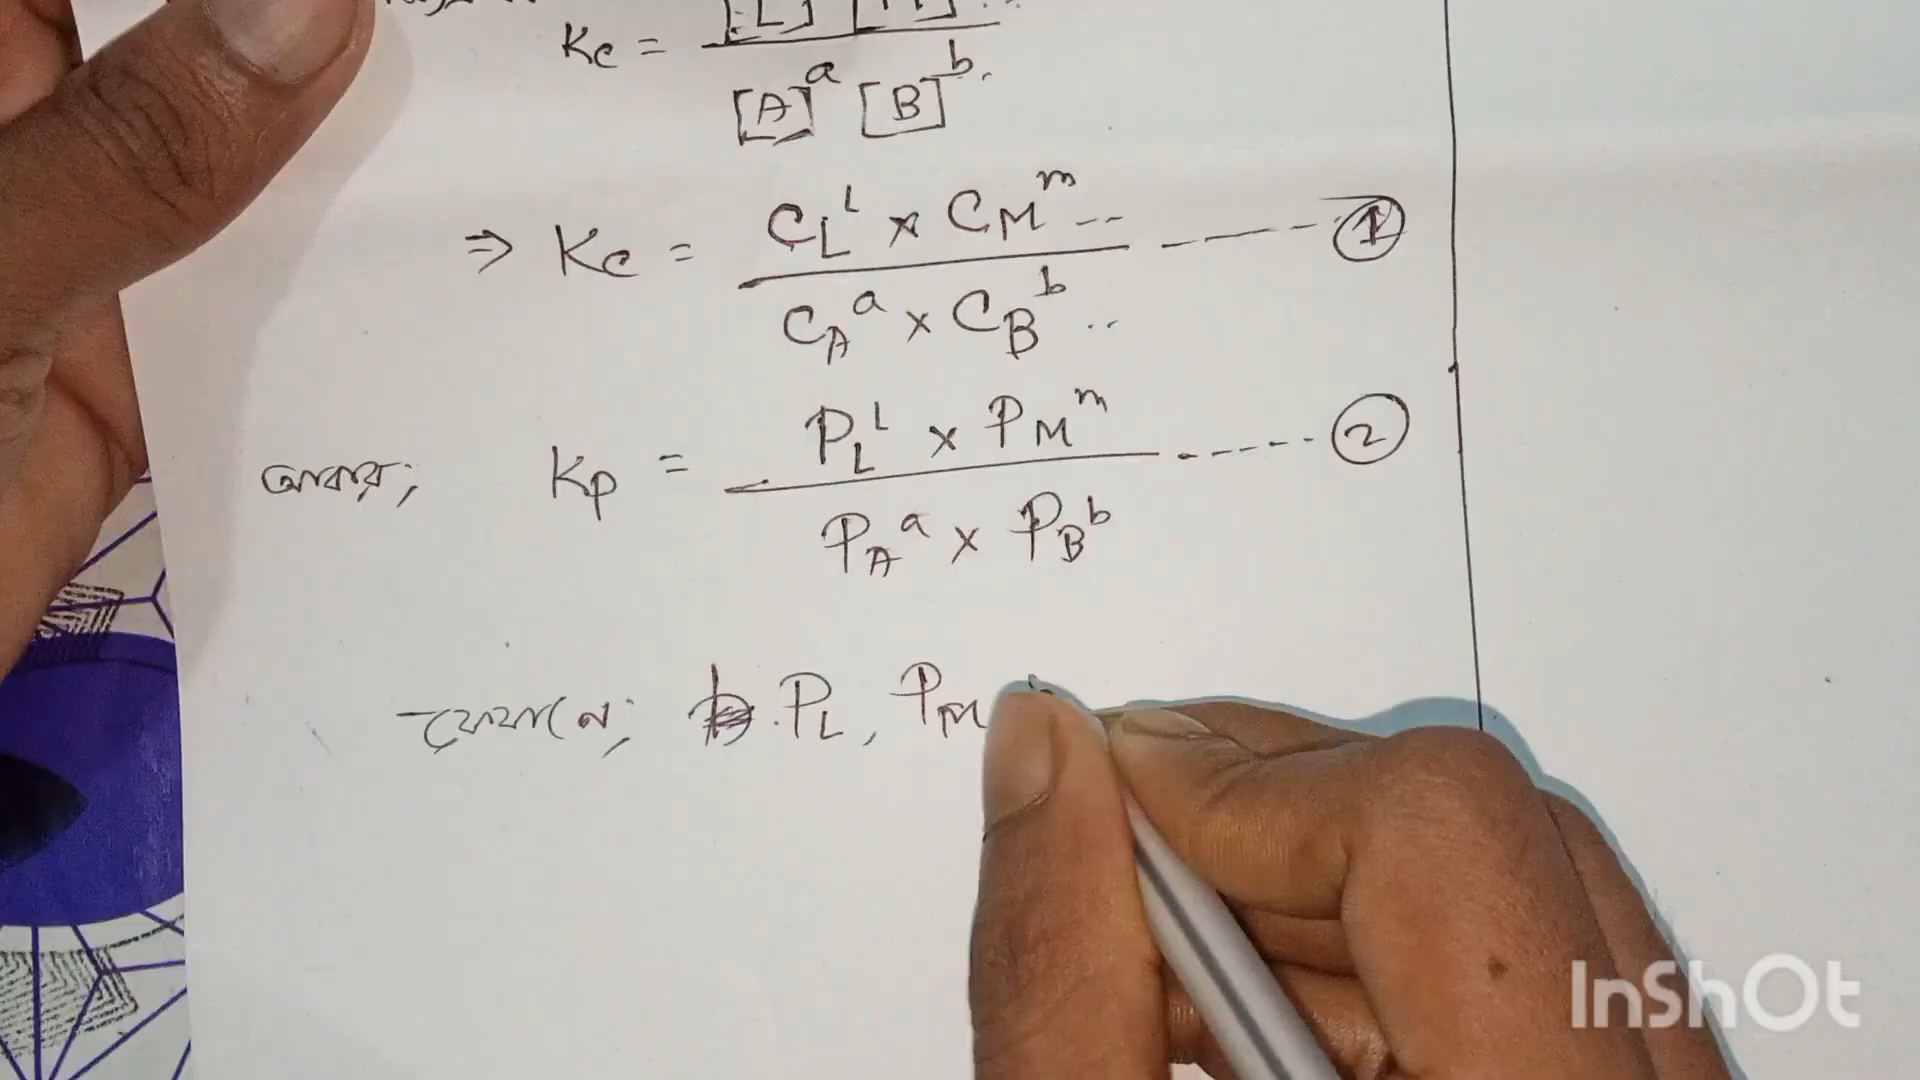 Kc = [L] [M] ..
[A]^a [B]^b.
⇒ Kc = C_L^L × C_M^m -- ------ 1
C_A^a × C_B^b ..
আবার; Kp = P_L^L × P_M^m ------ 2
P_A^a × P_B^b
যেখানে; P_L, P_M
InShOt